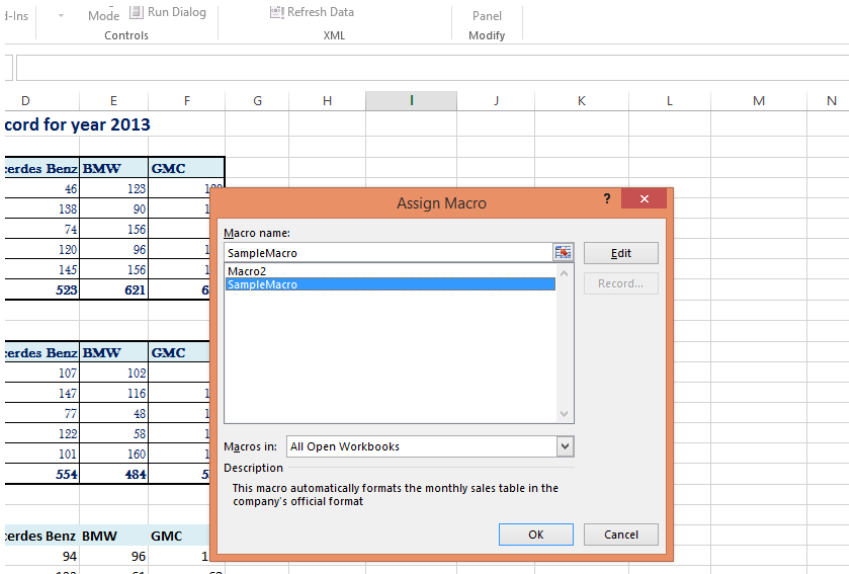 d-Ins Mode Run Dialog Refresh Data Panel
Controls XML Modify
D E F G H I J K L M N
cord for year 2013
cerdes Benz BMW GMC
46 123
138 90
74 156
120 96
145 156
523 621
cerdes Benz BMW GMC
107 102
147 116
77 48
122 58
101 160
554 484
cerdes Benz BMW GMC
94 96
Assign Macro ? ×
Macro name:
SampleMacro Edit
Macro2
SampleMacro Record...
Macros in: All Open Workbooks
Description
This macro automatically formats the monthly sales table in the
company's official format
OK Cancel